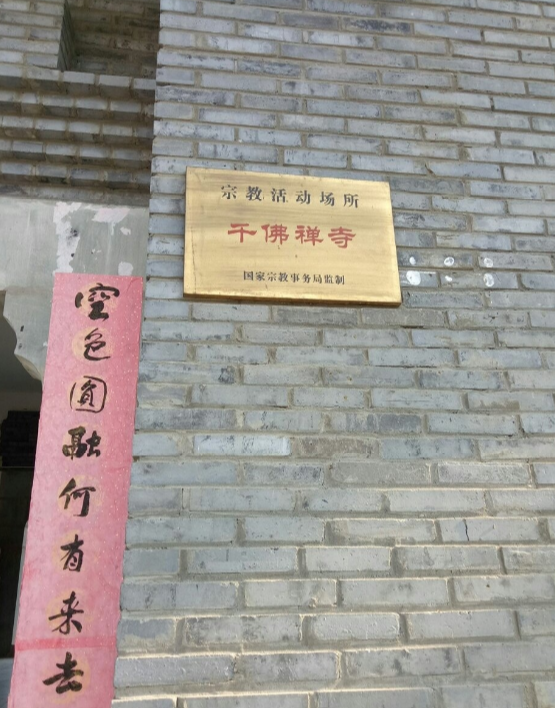 宗教活动场所
千佛禅寺
国家宗教事务局监制
空色圆融何有来去